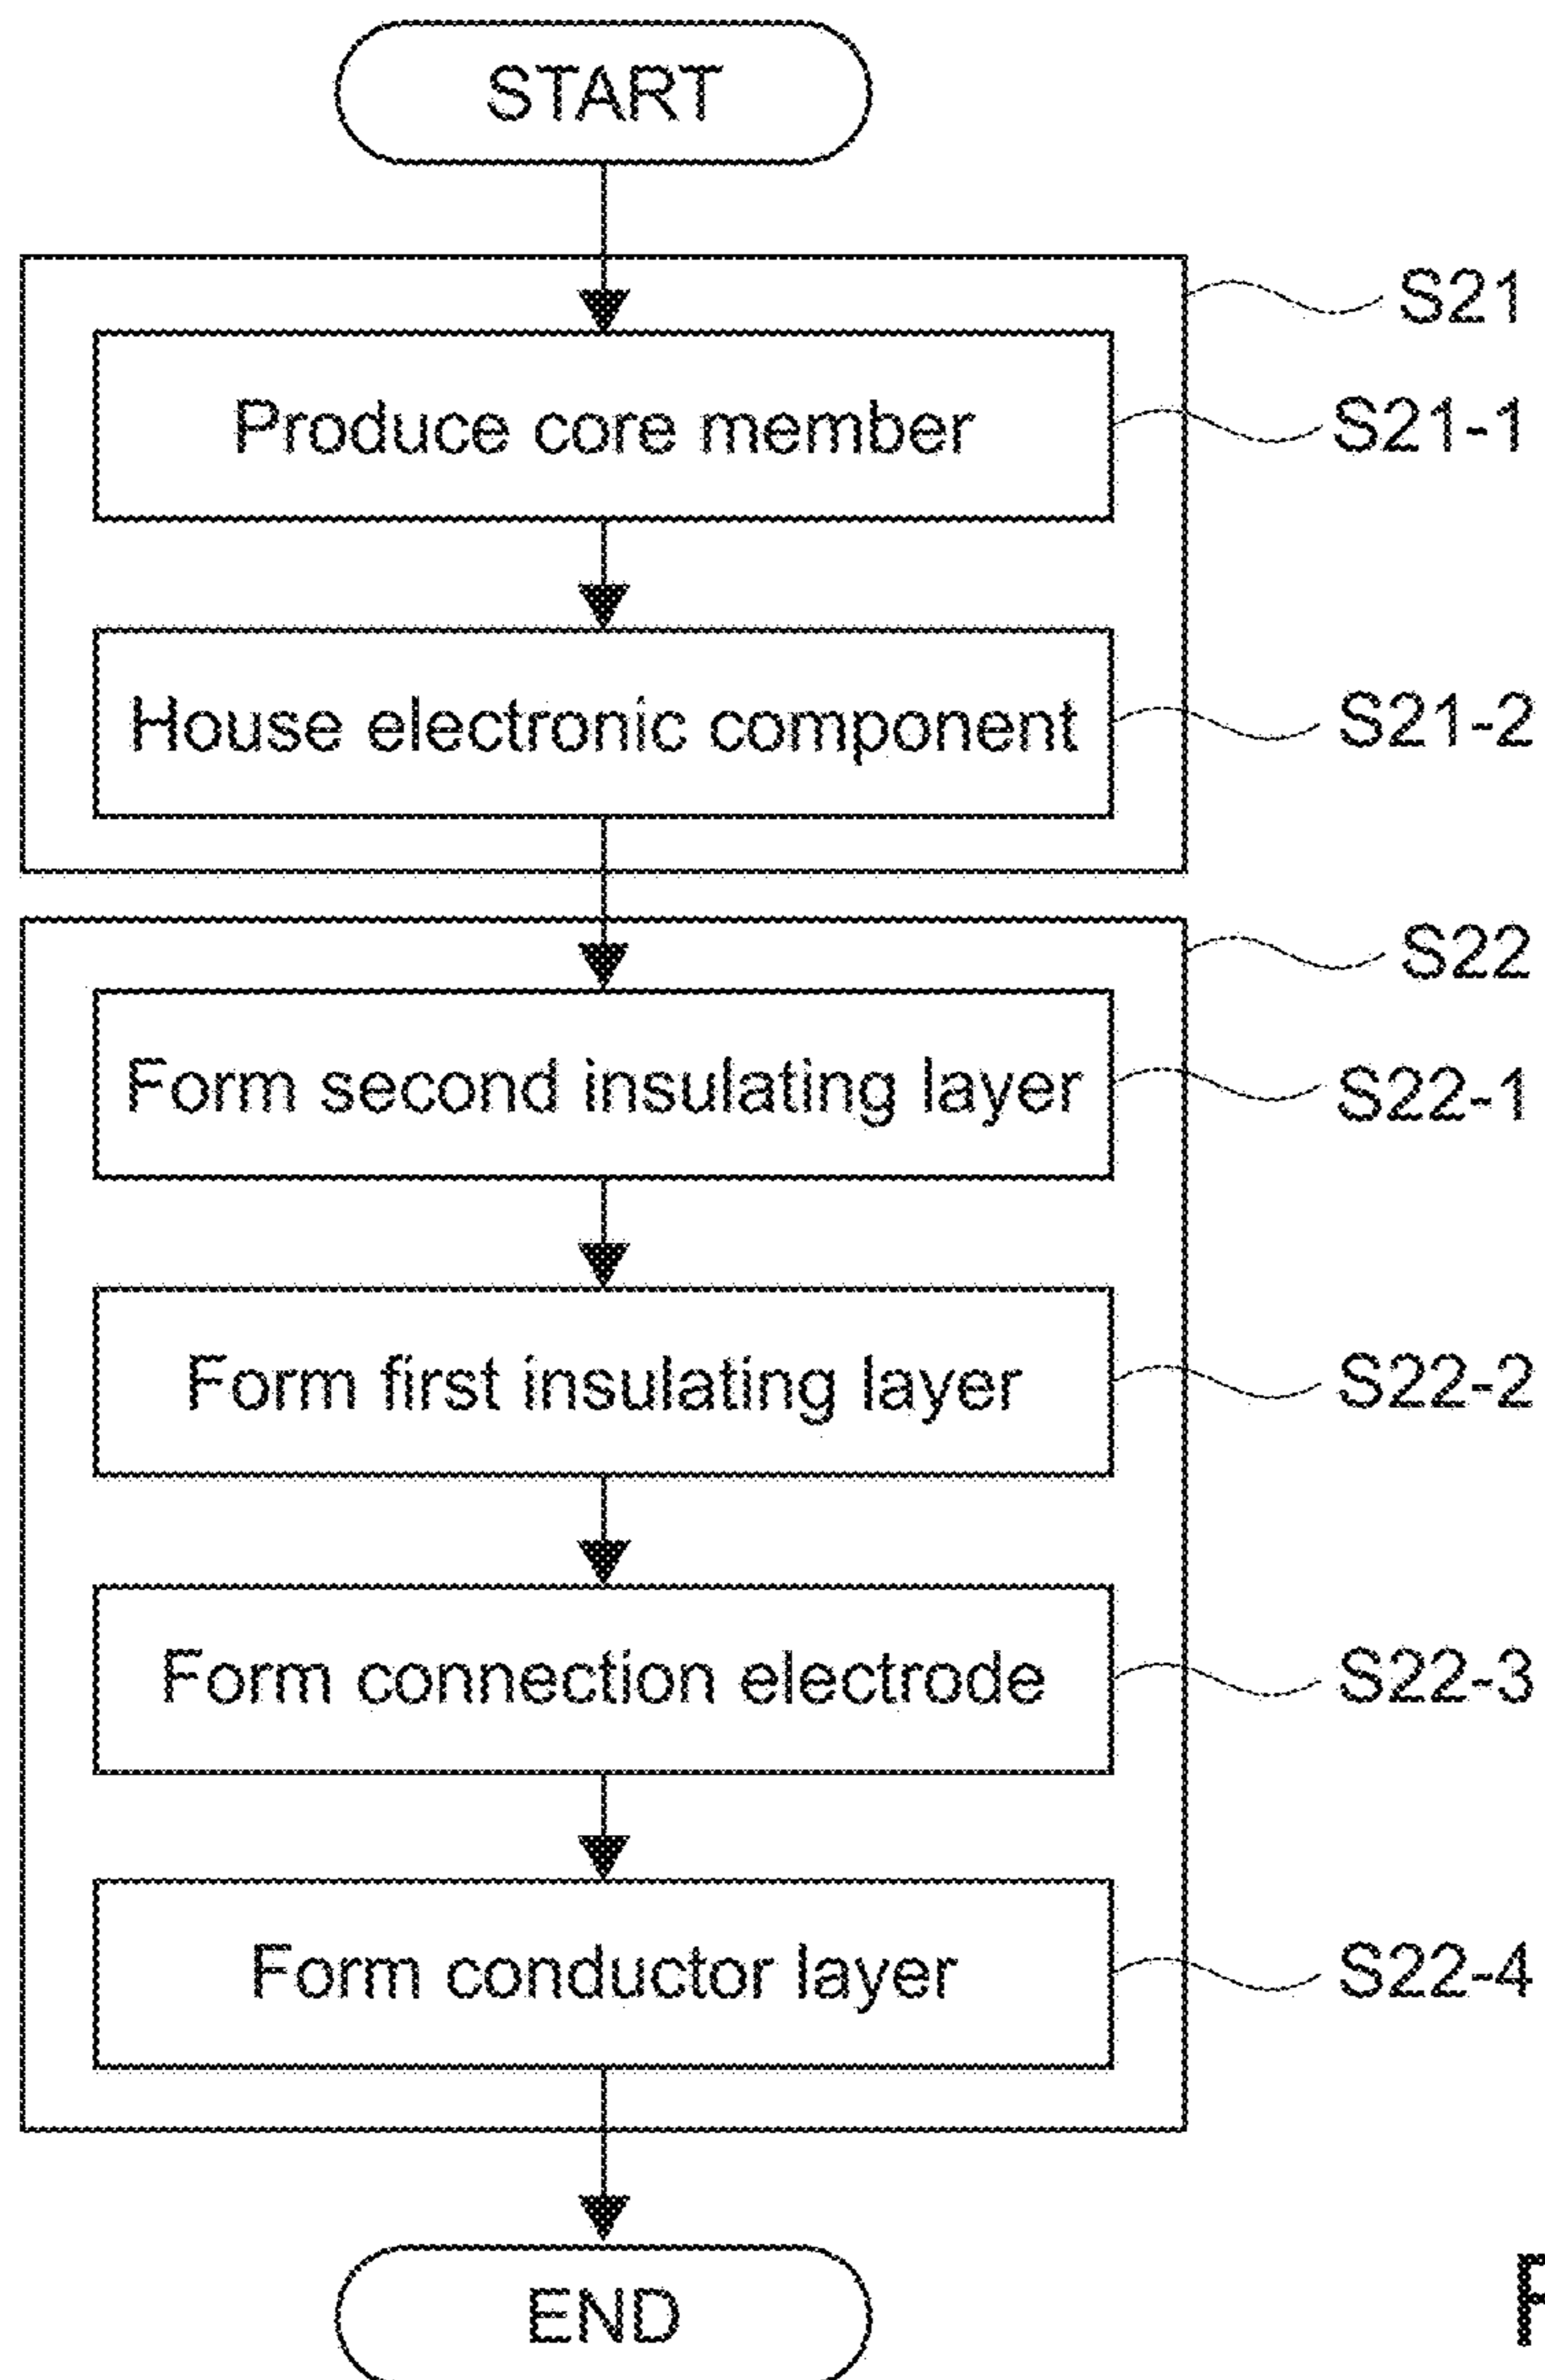 START
S21
Produce core member
S21-1
House electronic component
S21-2
S22
Form second insulating layer
S22-1
Form first insulating layer
S22-2
Form connection electrode
S22-3
Form conductor layer
S22-4
END